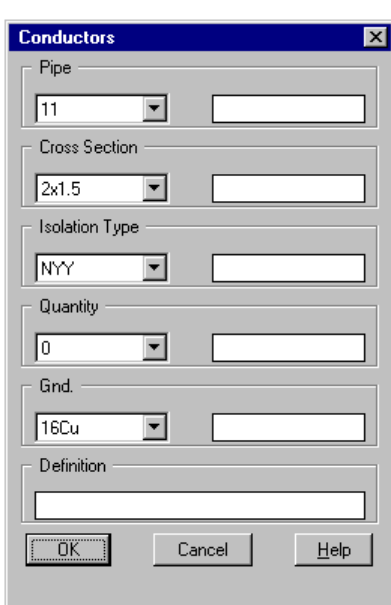 Conductors
Pipe
11
Cross Section
2x1.5
Isolation Type
NYY
Quantity
0
Gnd.
16Cu
Definition
OK Cancel Help